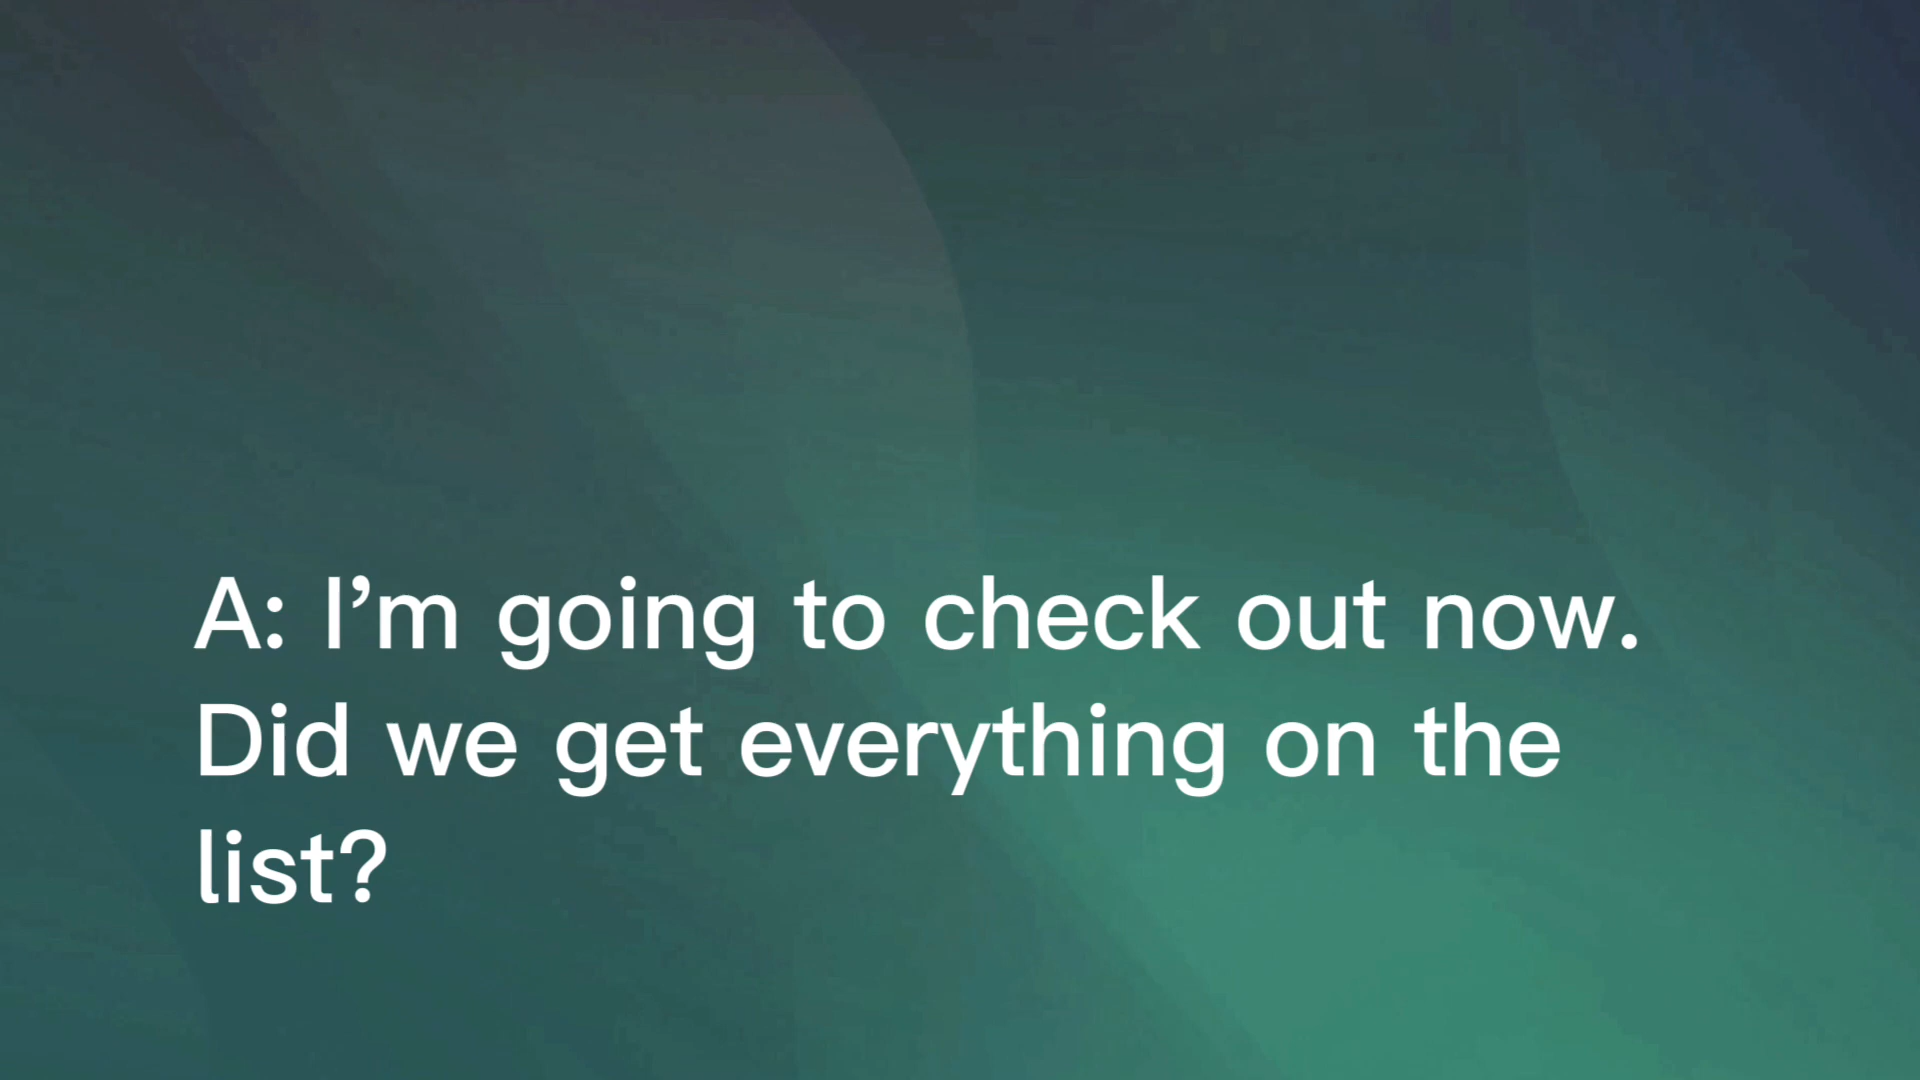 A: I’m going to check out now.
Did we get everything on the
list?